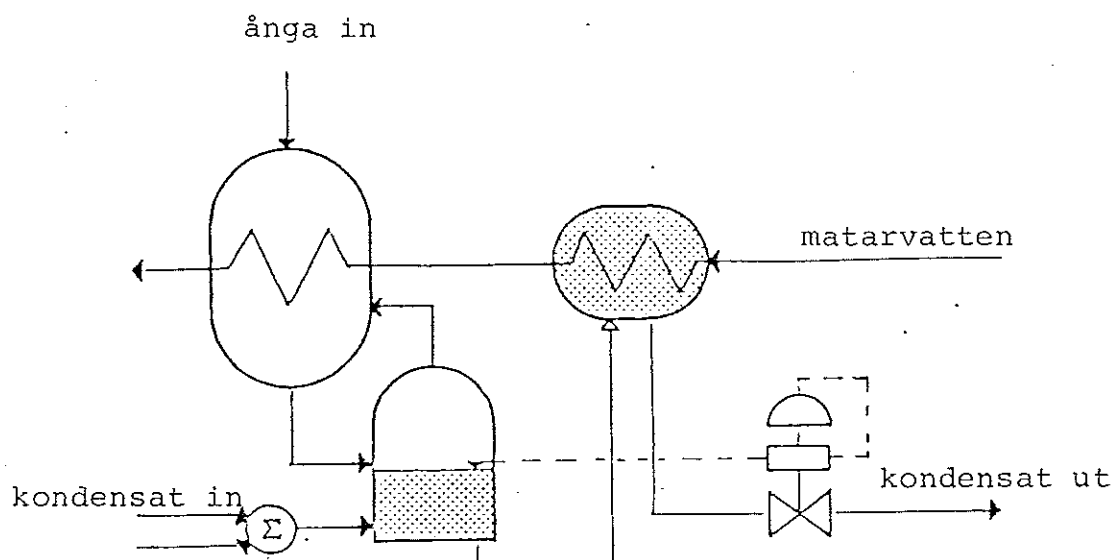 ånga in
matarvatten
kondensat ut
kondensat in
Σ